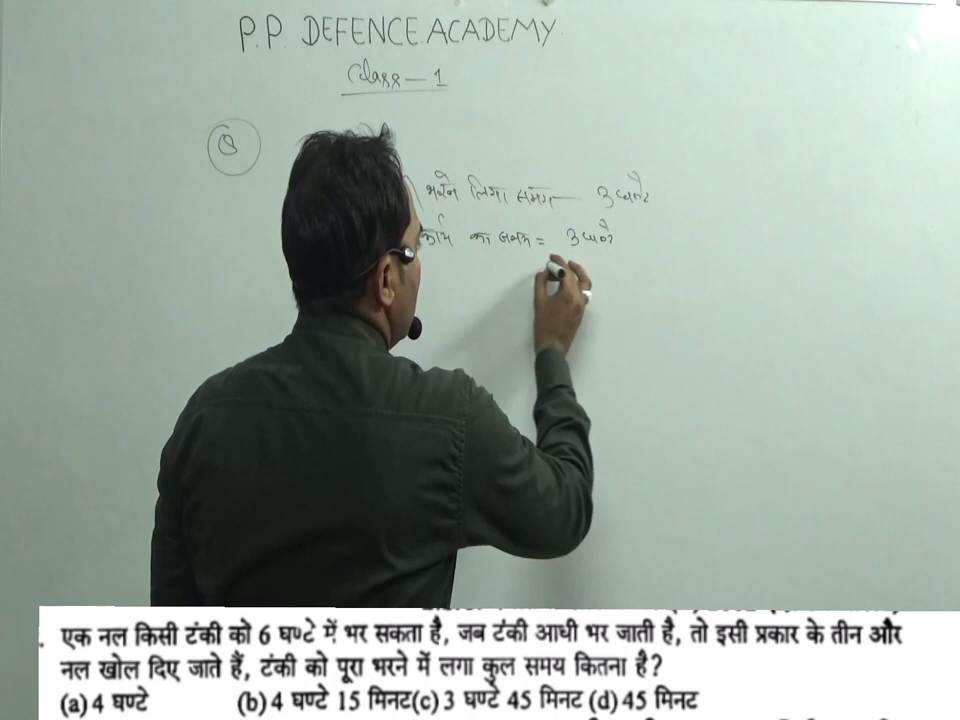 P.P. DEFENCE ACADEMY
Class - 1
Q
भरने लिया समय — 3 घण्टे
कार्य का समय = 3 घण्टे
एक नल किसी टंकी को 6 घण्टे में भर सकता है, जब टंकी आधी भर जाती है, तो इसी प्रकार के तीन और
नल खोल दिए जाते हैं, टंकी को पूरा भरने में लगा कुल समय कितना है?
(a) 4 घण्टे (b) 4 घण्टे 15 मिनट (c) 3 घण्टे 45 मिनट (d) 45 मिनट